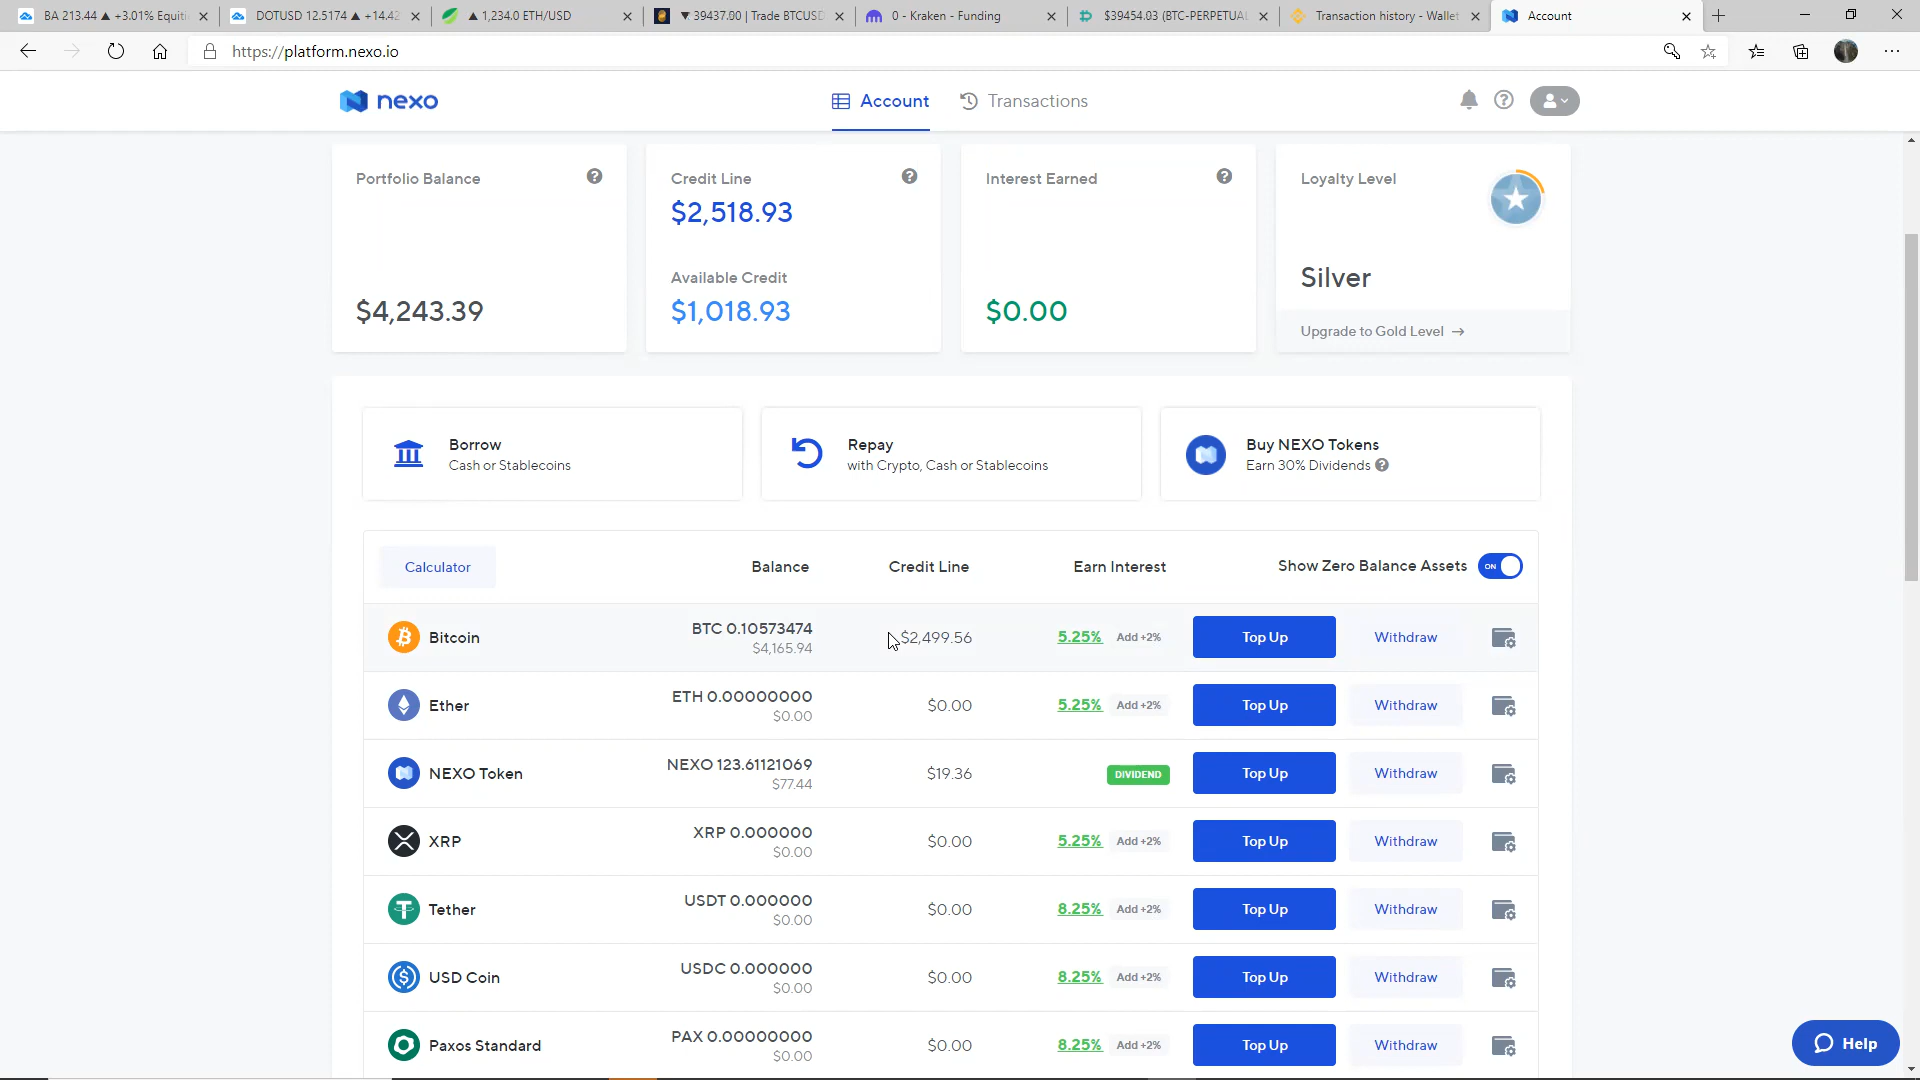 BA 213.44 ▲ +3.01% Equiti
DOTUSD 12.5174 ▲ +14.42
▲ 1,234.0 ETH/USD
▼ 39437.90 | Trade BTCUSD
0 - Kraken - Funding
$39454.03 (BTC-PERPETUAL
Transaction history - Wallet
Account
https://platform.nexo.io
nexo
Account
Transactions
Portfolio Balance
$4,243.39
Credit Line
$2,518.93
Available Credit
$1,018.93
Interest Earned
$0.00
Loyalty Level
Silver
Upgrade to Gold Level →
Borrow
Cash or Stablecoins
Repay
with Crypto, Cash or Stablecoins
Buy NEXO Tokens
Earn 30% Dividends
Calculator
Balance
Credit Line
Earn Interest
Show Zero Balance Assets
ON
Bitcoin
BTC 0.10573474
$4,165.94
$2,499.56
5.25%
Add +2%
Top Up
Withdraw
Ether
ETH 0.00000000
$0.00
$0.00
5.25%
Add +2%
Top Up
Withdraw
NEXO Token
NEXO 123.61121069
$77.44
$19.36
DIVIDEND
Top Up
Withdraw
XRP
XRP 0.000000
$0.00
$0.00
5.25%
Add +2%
Top Up
Withdraw
Tether
USDT 0.000000
$0.00
$0.00
8.25%
Add +2%
Top Up
Withdraw
USD Coin
USDC 0.000000
$0.00
$0.00
8.25%
Add +2%
Top Up
Withdraw
Paxos Standard
PAX 0.00000000
$0.00
$0.00
8.25%
Add +2%
Top Up
Withdraw
Help